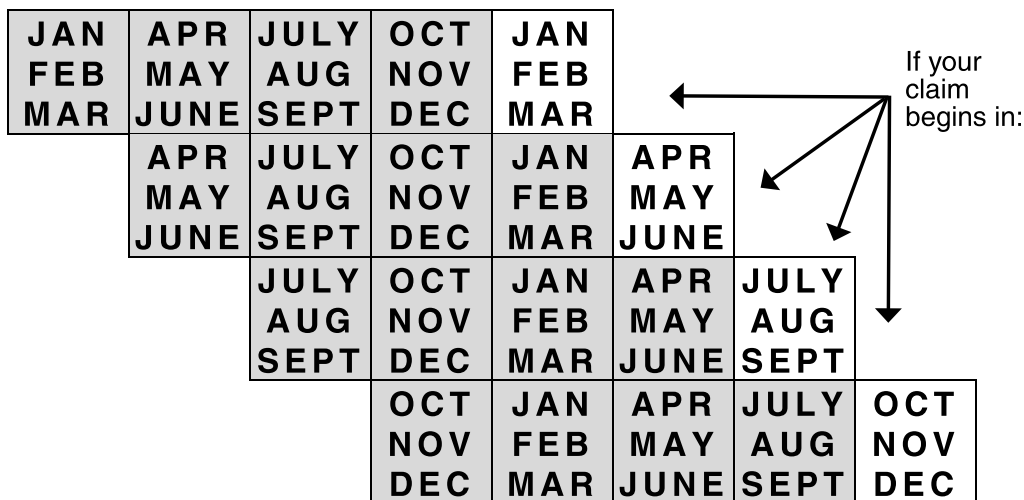 JAN APR JULY OCT JAN
FEB MAY AUG NOV FEB
MAR JUNE SEPT DEC MAR
If your
claim
begins in:
APR JULY OCT JAN APR
MAY AUG NOV FEB MAY
JUNE SEPT DEC MAR JUNE
JULY OCT JAN APR JULY
AUG NOV FEB MAY AUG
SEPT DEC MAR JUNE SEPT
OCT JAN APR JULY OCT
NOV FEB MAY AUG NOV
DEC MAR JUNE SEPT DEC